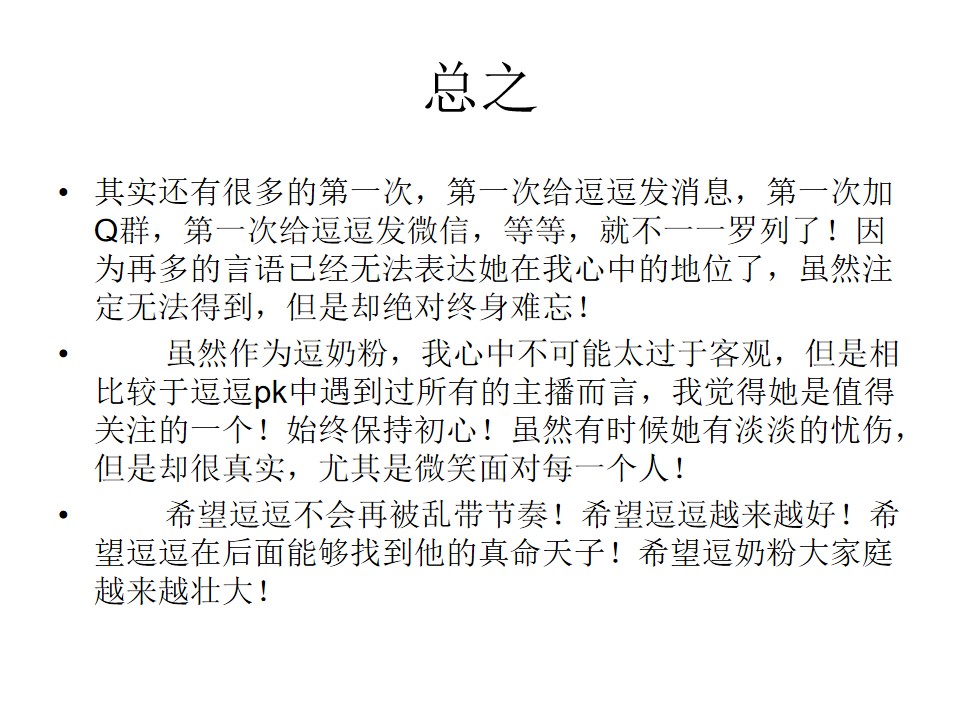 总之
• 其实还有很多的第一次，第一次给逗逗发消息，第一次加
Q群，第一次给逗逗发微信，等等，就不一一罗列了！因
为再多的言语已经无法表达她在我心中的地位了，虽然注
定无法得到，但是却绝对终身难忘！
• 虽然作为逗奶粉，我心中不可能太过于客观，但是相
比较于逗逗pk中遇到过所有的主播而言，我觉得她是值得
关注的一个！始终保持初心！虽然有时候她有淡淡的忧伤，
但是却很真实，尤其是微笑面对每一个人！
• 希望逗逗不会再被乱带节奏！希望逗逗越来越好！希
望逗逗在后面能够找到他的真命天子！希望逗奶粉大家庭
越来越壮大！